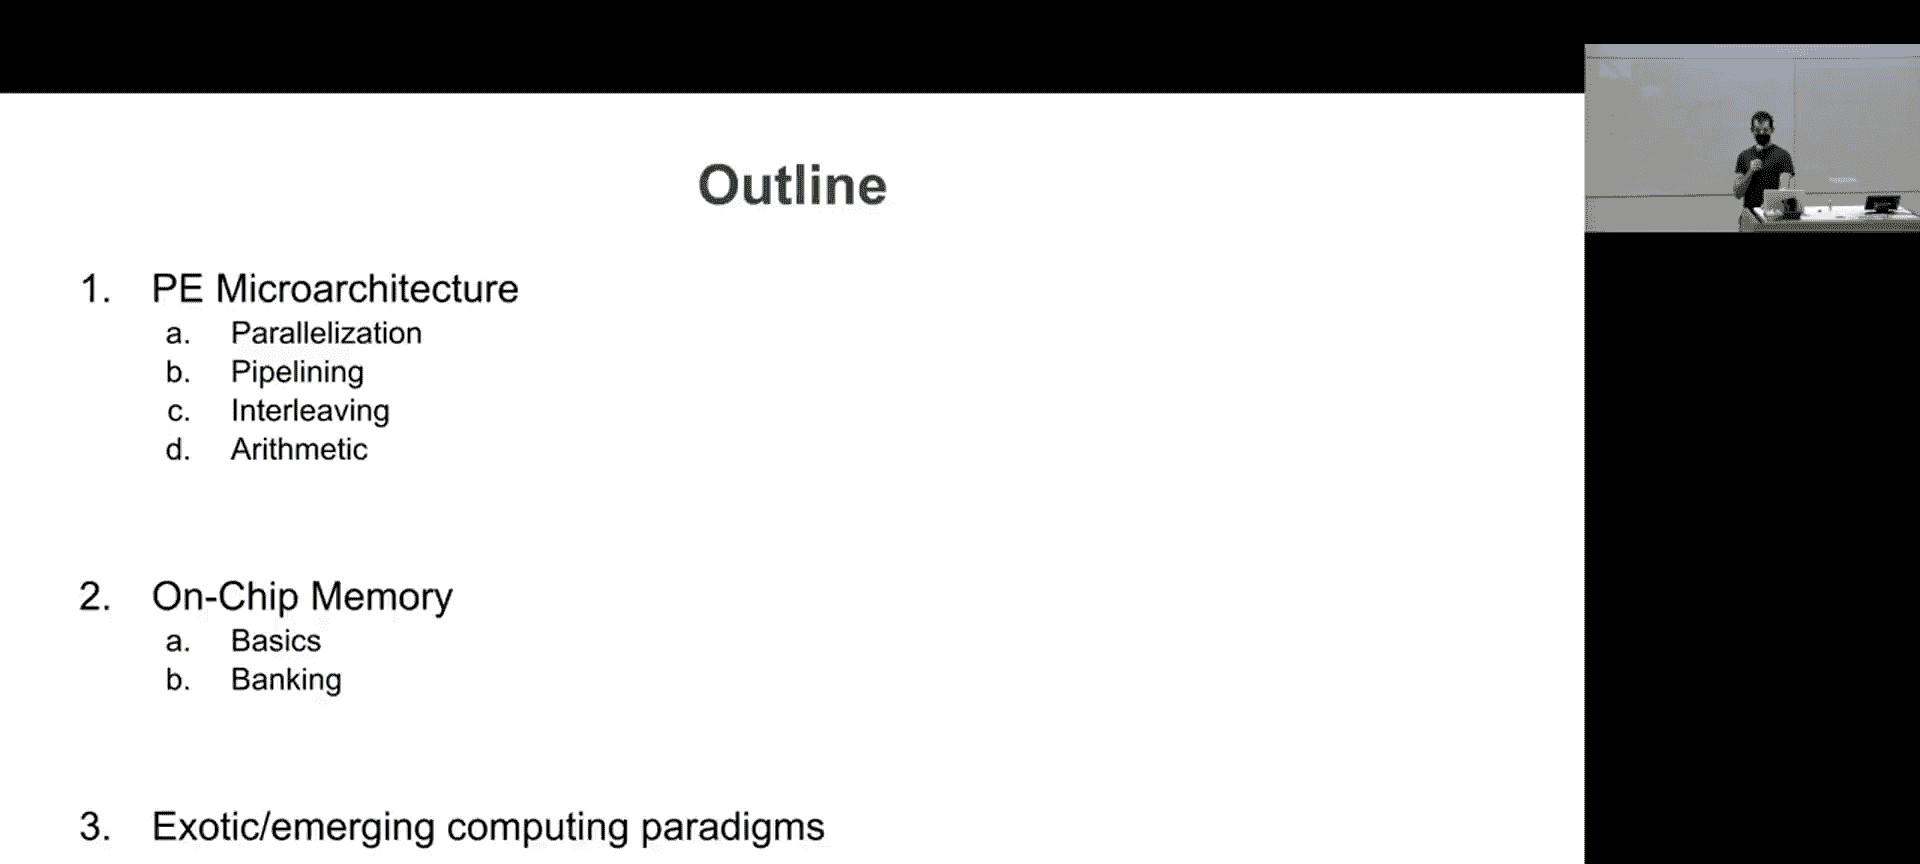 Outline
1. PE Microarchitecture
a. Parallelization
b. Pipelining
c. Interleaving
d. Arithmetic
2. On-Chip Memory
a. Basics
b. Banking
3. Exotic/emerging computing paradigms